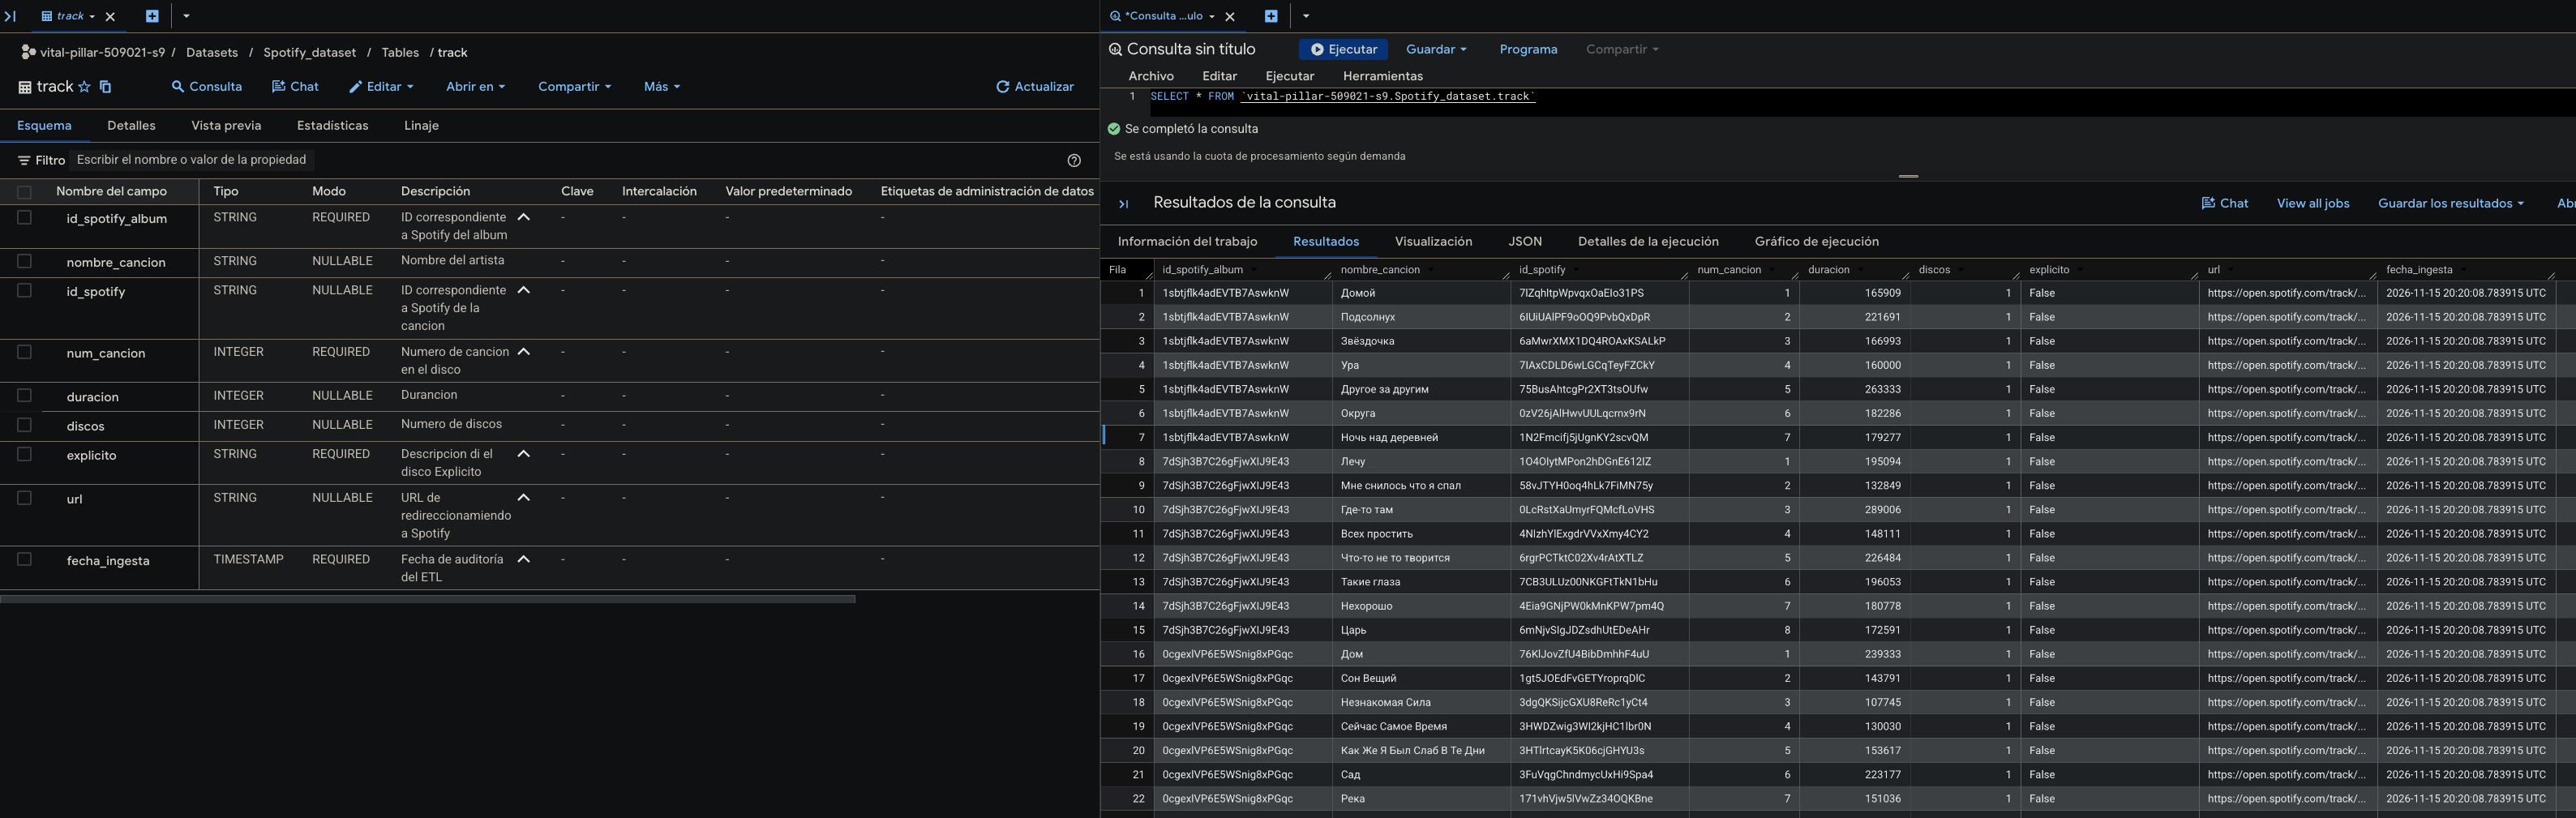 track
vital-pillar-509021-s9 / Datasets / Spotify_dataset / Tables / track
track Consulta Chat Editar Abrir en Compartir Más Actualizar
Esquema Detalles Vista previa Estadísticas Linaje
Filtro Escribir el nombre o valor de la propiedad
Nombre del campo Tipo Modo Descripción Clave Intercalación Valor predeterminado Etiquetas de administración de datos
id_spotify_album STRING REQUIRED ID correspondiente a Spotify del album - - - -
nombre_cancion STRING NULLABLE Nombre del artista - - - -
id_spotify STRING NULLABLE ID correspondiente a Spotify de la cancion - - - -
num_cancion INTEGER REQUIRED Numero de cancion en el disco - - - -
duracion INTEGER NULLABLE Durancion - - - -
discos INTEGER NULLABLE Numero de discos - - - -
explicito STRING REQUIRED Descripcion di el disco Explicito - - - -
url STRING NULLABLE URL de redireccionamiendo a Spotify - - - -
fecha_ingesta TIMESTAMP REQUIRED Fecha de auditoría del ETL - - - -
*Consulta ...ulo
Consulta sin título Ejecutar Guardar Programa Compartir
Archivo Editar Ejecutar Herramientas
1 SELECT * FROM `vital-pillar-509021-s9.Spotify_dataset.track`
Se completó la consulta
Se está usando la cuota de procesamiento según demanda
Resultados de la consulta Chat View all jobs Guardar los resultados
Información del trabajo Resultados Visualización JSON Detalles de la ejecución Gráfico de ejecución
Fila id_spotify_album nombre_cancion id_spotify num_cancion duracion discos explicito url fecha_ingesta
1 1sbtjflk4adEVTB7AswknW Домой 7lZqhltpWpvqxOaElo31PS 1 165909 1 False https://open.spotify.com/track/... 2026-11-15 20:20:08.783915 UTC
2 1sbtjflk4adEVTB7AswknW Подсолнух 6lUiUAlPF9oOQ9PvbQxDpR 2 221691 1 False https://open.spotify.com/track/... 2026-11-15 20:20:08.783915 UTC
3 1sbtjflk4adEVTB7AswknW Звёздочка 6aMwrXMX1DQ4ROAxKSALkP 3 166993 1 False https://open.spotify.com/track/... 2026-11-15 20:20:08.783915 UTC
4 1sbtjflk4adEVTB7AswknW Ура 7lAxCDLD6wLGCqTeyFZCkY 4 160000 1 False https://open.spotify.com/track/... 2026-11-15 20:20:08.783915 UTC
5 1sbtjflk4adEVTB7AswknW Другое за другим 75BusAhtcgPr2XT3tsOUfw 5 263333 1 False https://open.spotify.com/track/... 2026-11-15 20:20:08.783915 UTC
6 1sbtjflk4adEVTB7AswknW Округа 0zV26jAlHwvUULqcrnx9rN 6 182286 1 False https://open.spotify.com/track/... 2026-11-15 20:20:08.783915 UTC
7 1sbtjflk4adEVTB7AswknW Ночь над деревней 1N2Fmcifj5jUgnKY2scvQM 7 179277 1 False https://open.spotify.com/track/... 2026-11-15 20:20:08.783915 UTC
8 7dSjh3B7C26gFjwXlJ9E43 Лечу 1O4OlytMPon2hDGnE612lZ 1 195094 1 False https://open.spotify.com/track/... 2026-11-15 20:20:08.783915 UTC
9 7dSjh3B7C26gFjwXlJ9E43 Мне снилось что я спал 58vJTYH0oq4hLk7FiMN75y 2 132849 1 False https://open.spotify.com/track/... 2026-11-15 20:20:08.783915 UTC
10 7dSjh3B7C26gFjwXlJ9E43 Где-то там 0LcRstXaUmyrFQMcfLoVHS 3 289006 1 False https://open.spotify.com/track/... 2026-11-15 20:20:08.783915 UTC
11 7dSjh3B7C26gFjwXlJ9E43 Всех простить 4NlzhYlExgdrVVxXmy4CY2 4 148111 1 False https://open.spotify.com/track/... 2026-11-15 20:20:08.783915 UTC
12 7dSjh3B7C26gFjwXlJ9E43 Что-то не то творится 6rgrPCTktC02Xv4rAtXTLZ 5 226484 1 False https://open.spotify.com/track/... 2026-11-15 20:20:08.783915 UTC
13 7dSjh3B7C26gFjwXlJ9E43 Такие глаза 7CB3ULUz00NKGFtTkN1bHu 6 196053 1 False https://open.spotify.com/track/... 2026-11-15 20:20:08.783915 UTC
14 7dSjh3B7C26gFjwXlJ9E43 Нехорошо 4Eia9GNjPW0kMnKPW7pm4Q 7 180778 1 False https://open.spotify.com/track/... 2026-11-15 20:20:08.783915 UTC
15 7dSjh3B7C26gFjwXlJ9E43 Царь 6mNjvSlgJDZsdhUtEDeAHr 8 172591 1 False https://open.spotify.com/track/... 2026-11-15 20:20:08.783915 UTC
16 0cgexlVP6E5WSnig8xPGqc Дом 76KlJovZfU4BibDmhhF4uU 1 239333 1 False https://open.spotify.com/track/... 2026-11-15 20:20:08.783915 UTC
17 0cgexlVP6E5WSnig8xPGqc Сон Вещий 1gt5JOEdFvGETYroprqDlC 2 143791 1 False https://open.spotify.com/track/... 2026-11-15 20:20:08.783915 UTC
18 0cgexlVP6E5WSnig8xPGqc Незнакомая Сила 3dgQKSijcGXU8ReRc1yCt4 3 107745 1 False https://open.spotify.com/track/... 2026-11-15 20:20:08.783915 UTC
19 0cgexlVP6E5WSnig8xPGqc Сейчас Самое Время 3HWDZwig3Wl2kjHC1lbr0N 4 130030 1 False https://open.spotify.com/track/... 2026-11-15 20:20:08.783915 UTC
20 0cgexlVP6E5WSnig8xPGqc Как Же Я Был Слаб В Те Дни 3HTlrtcayK5K06cjGHYU3s 5 153617 1 False https://open.spotify.com/track/... 2026-11-15 20:20:08.783915 UTC
21 0cgexlVP6E5WSnig8xPGqc Сад 3FuVqgChndmycUxHi9Spa4 6 223177 1 False https://open.spotify.com/track/... 2026-11-15 20:20:08.783915 UTC
22 0cgexlVP6E5WSnig8xPGqc Река 171vhVjw5lVwZz34OQKBne 7 151036 1 False https://open.spotify.com/track/... 2026-11-15 20:20:08.783915 UTC